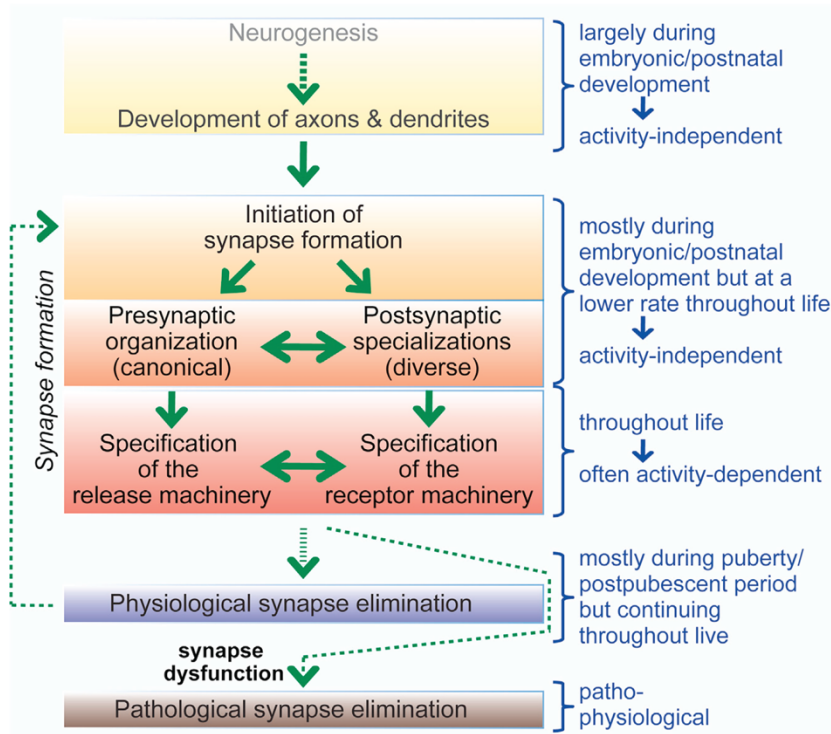 Neurogenesis
Development of axons & dendrites
largely during
embryonic/postnatal
development
activity-independent
Initiation of
synapse formation
Presynaptic
organization
(canonical)
Postsynaptic
specializations
(diverse)
mostly during
embryonic/postnatal
development but at a
lower rate throughout life
activity-independent
Synapse formation
Specification
of the
release machinery
Specification
of the
receptor machinery
throughout life
often activity-dependent
Physiological synapse elimination
mostly during puberty/
postpubescent period
but continuing
throughout live
synapse
dysfunction
Pathological synapse elimination
patho-
physiological